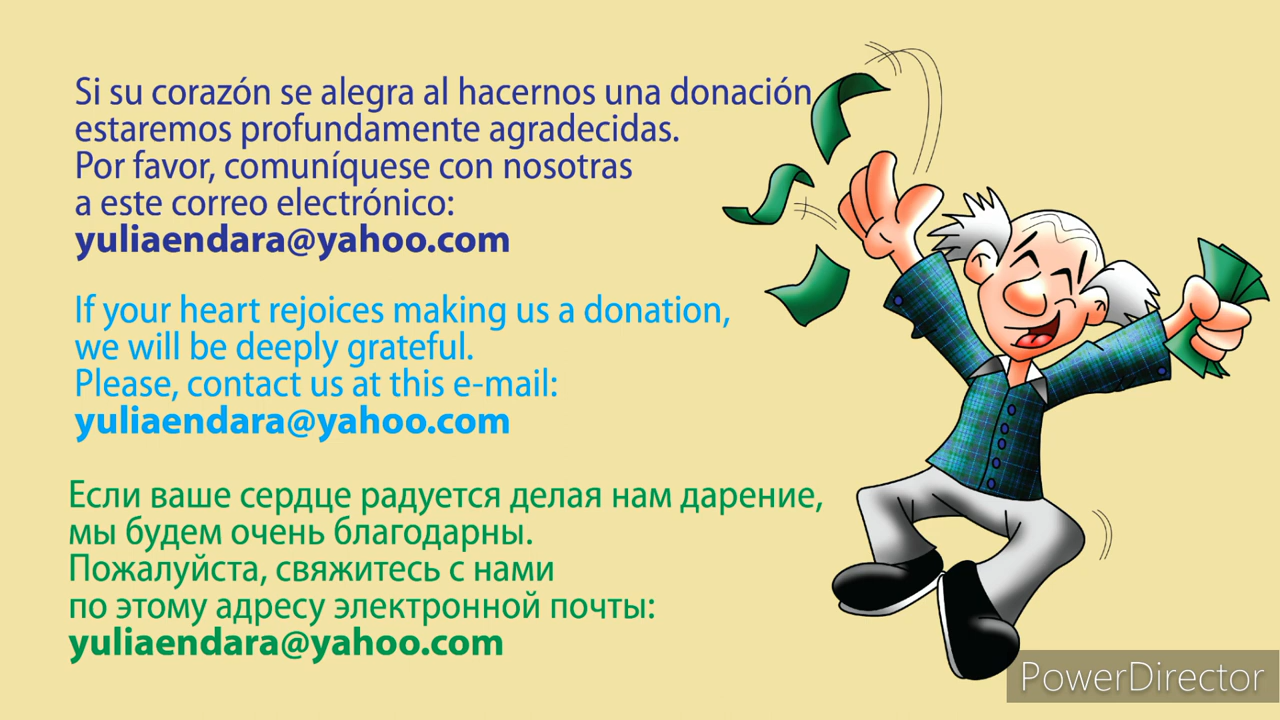 Si su corazón se alegra al hacernos una donación,
estaremos profundamente agradecidas.
Por favor, comuníquese con nosotras
a este correo electrónico:
yuliaendara@yahoo.com
If your heart rejoices making us a donation,
we will be deeply grateful.
Please, contact us at this e-mail:
yuliaendara@yahoo.com
Если ваше сердце радуется делая нам дарение,
мы будем очень благодарны.
Пожалуйста, свяжитесь с нами
по этому адресу электронной почты:
yuliaendara@yahoo.com
PowerDirector